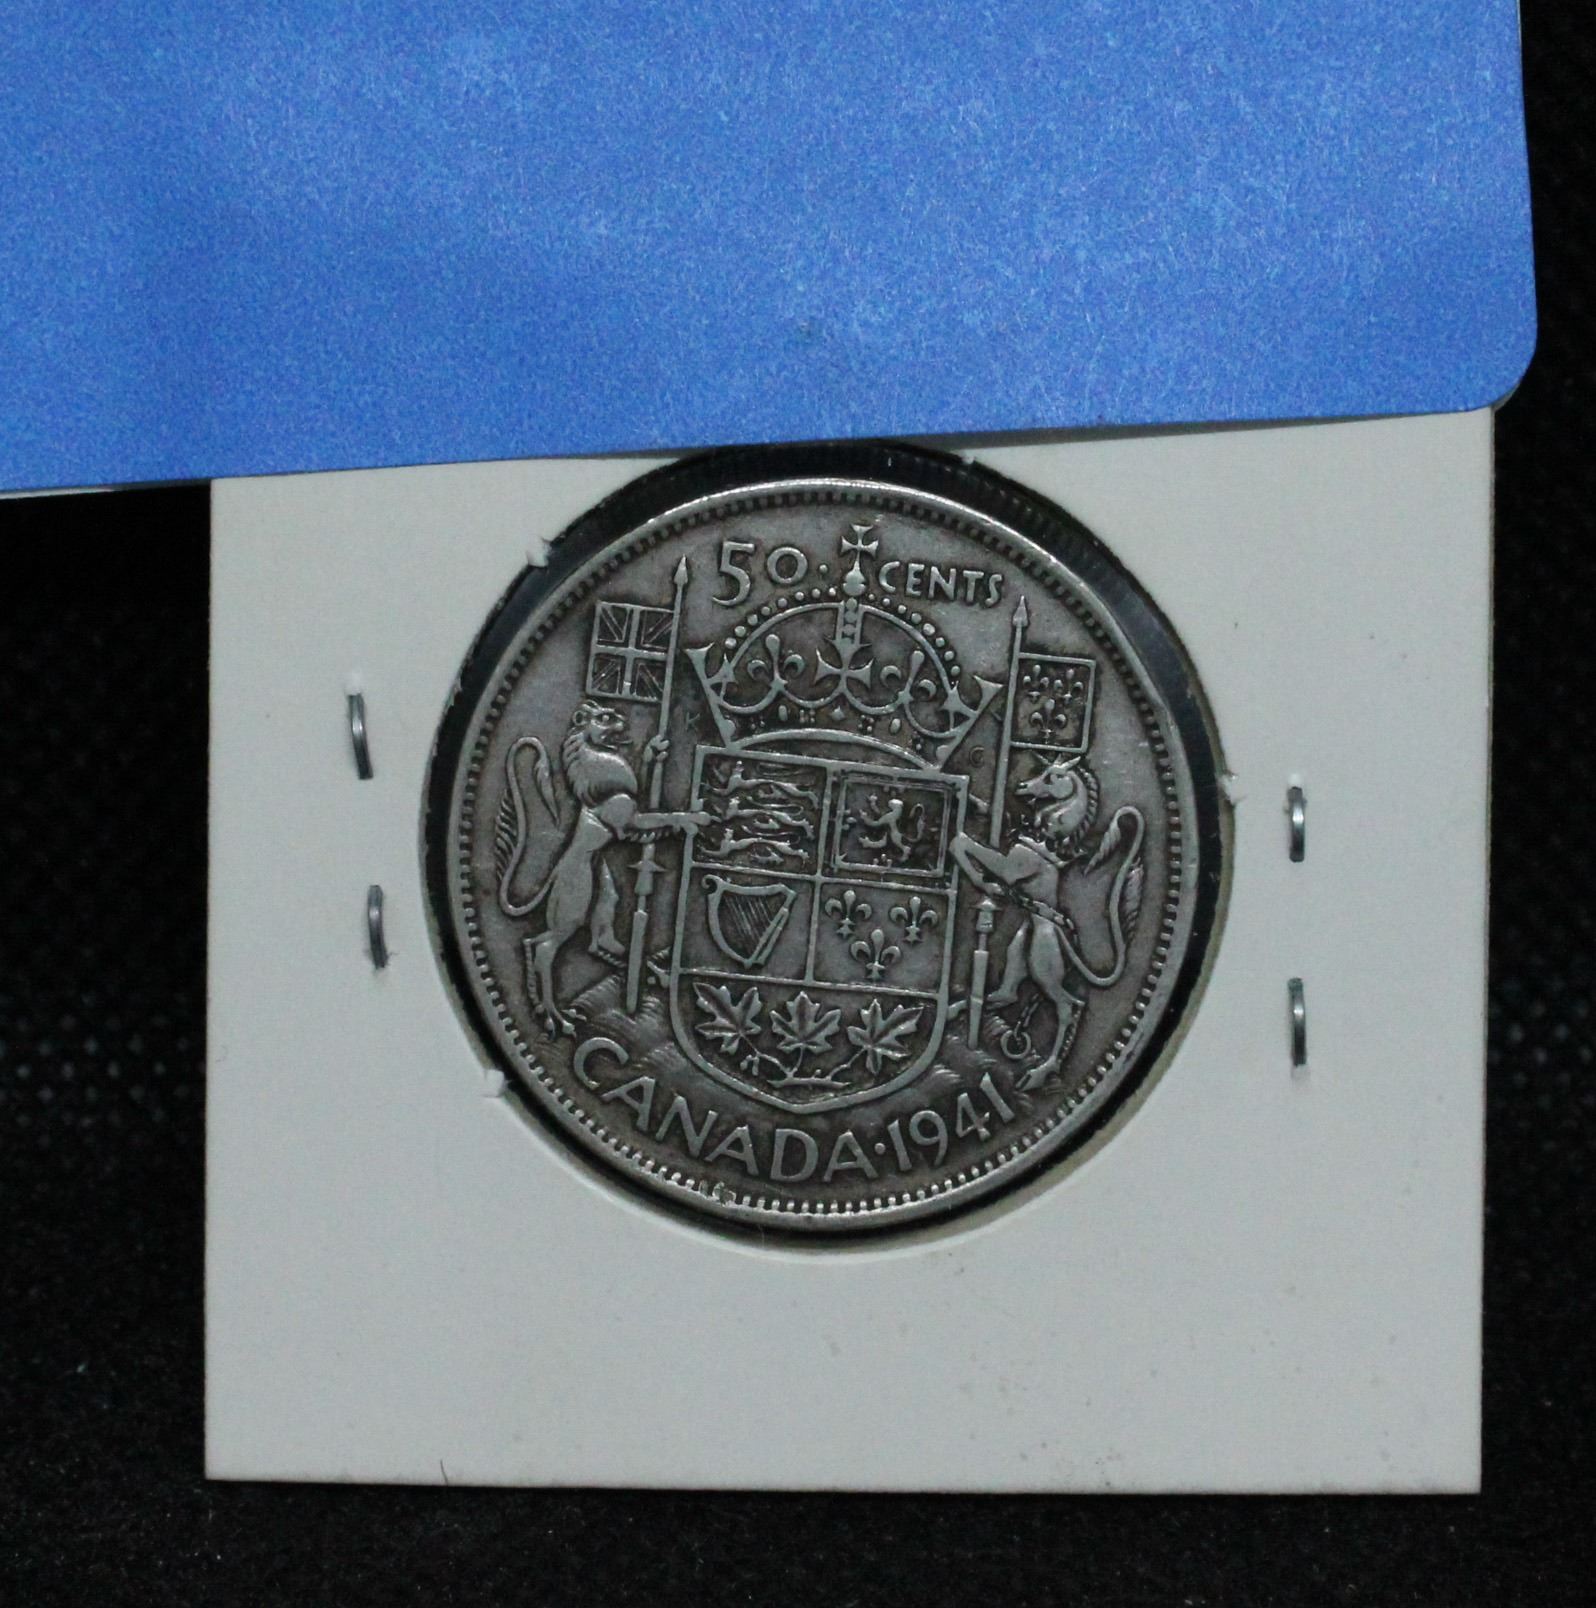 50 · CENTS
K G
CANADA · 1941